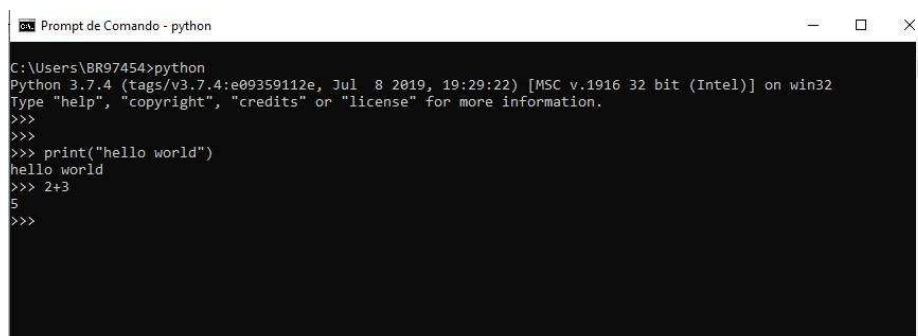 Prompt de Comando - python
C:\Users\BR97454>python
Python 3.7.4 (tags/v3.7.4:e09359112e, Jul  8 2019, 19:29:22) [MSC v.1916 32 bit (Intel)] on win32
Type "help", "copyright", "credits" or "license" for more information.
>>>
>>>
>>> print("hello world")
hello world
>>> 2+3
5
>>>